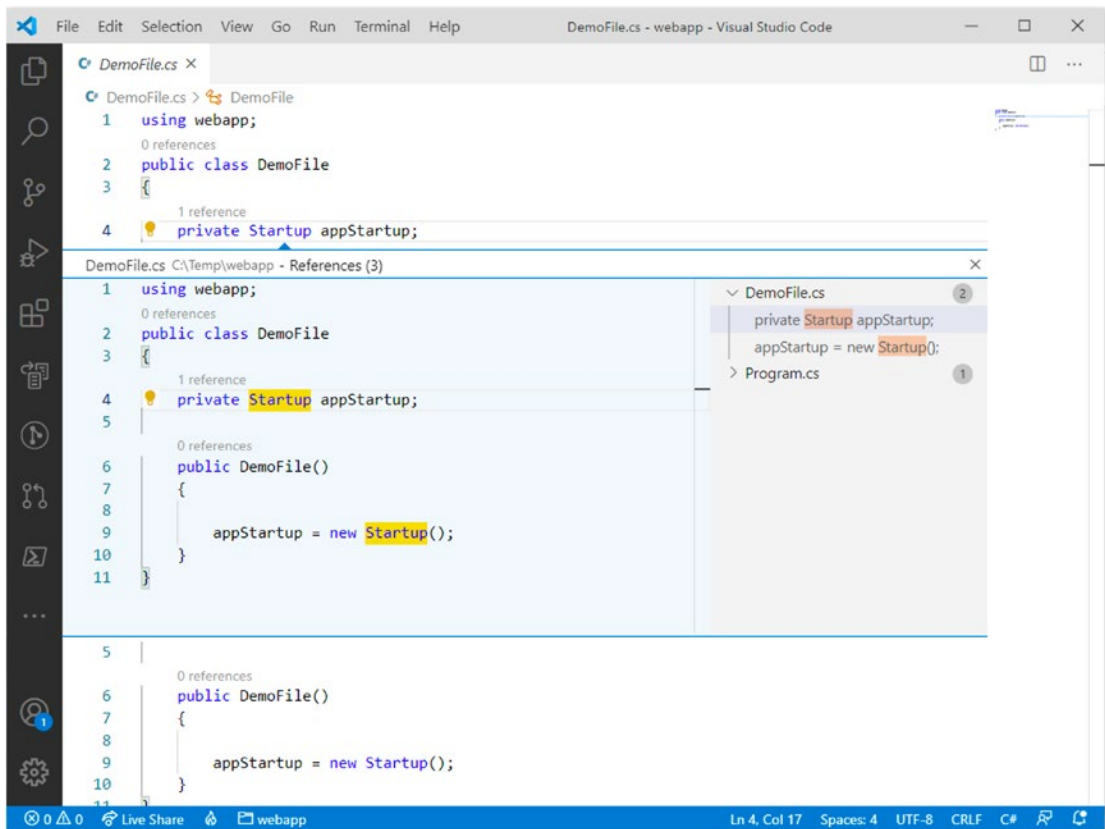 File Edit Selection View Go Run Terminal Help DemoFile.cs - webapp - Visual Studio Code
DemoFile.cs
DemoFile.cs > DemoFile
1 using webapp;
0 references
2 public class DemoFile
3 {
1 reference
4 private Startup appStartup;
DemoFile.cs C:\Temp\webapp - References (3)
1 using webapp;
0 references
2 public class DemoFile
3 {
1 reference
4 private Startup appStartup;
5
0 references
6 public DemoFile()
7 {
8
9 appStartup = new Startup();
10 }
11 }
DemoFile.cs 2
private Startup appStartup;
appStartup = new Startup();
Program.cs 1
5
0 references
6 public DemoFile()
7 {
8
9 appStartup = new Startup();
10 }
11 }
1
0 0 Live Share webapp Ln 4, Col 17 Spaces: 4 UTF-8 CRLF C#